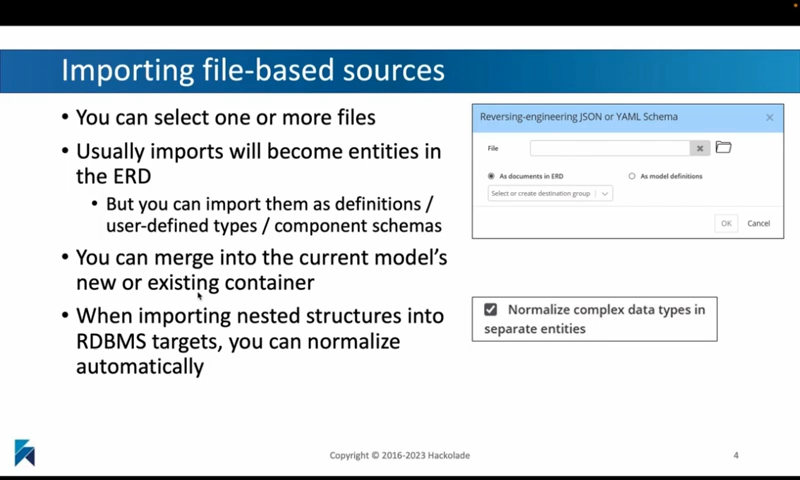 Importing file-based sources
• You can select one or more files
• Usually imports will become entities in
the ERD
• But you can import them as definitions /
user-defined types / component schemas
• You can merge into the current model's
new or existing container
• When importing nested structures into
RDBMS targets, you can normalize
automatically
Reversing-engineering JSON or YAML Schema
File
As documents in ERD
As model definitions
Select or create destination group
OK
Cancel
Normalize complex data types in
separate entities
Copyright © 2016-2023 Hackolade
4